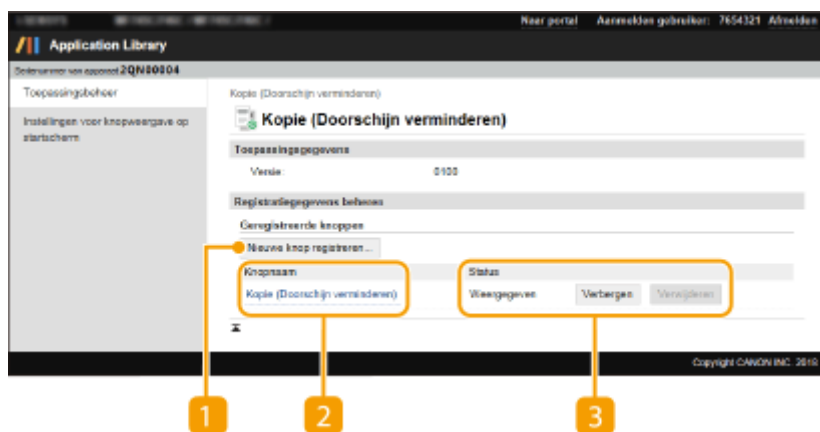 Naar portal Aanmelden gebruiker: 7654321 Afmelden
Application Library
Serienummer van apparaat 2QN00004
Toepassingsbeheer
Instellingen voor knopweergave op
startscherm
Kopie (Doorschijn verminderen)
Kopie (Doorschijn verminderen)
Toepassingsgegevens
Versie: 0100
Registratiegegevens beheren
Geregistreerde knoppen
Nieuwe knop registreren...
Knopnaam Status
Kopie (Doorschijn verminderen) Weergegeven Verbergen Verwijderen
Copyright CANON INC. 2018
1 2 3